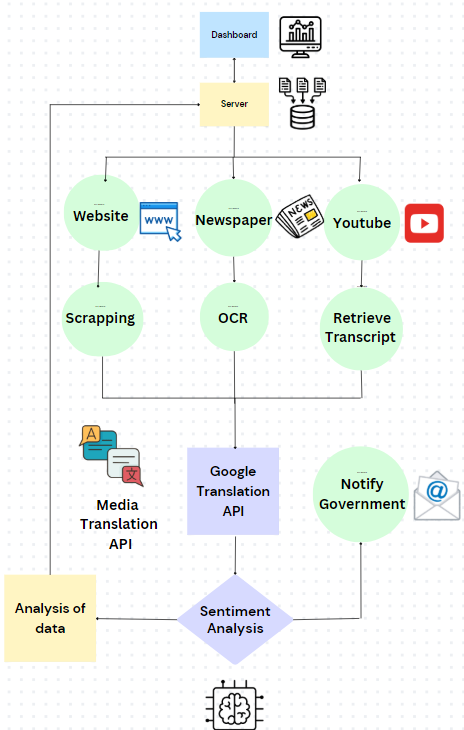 Dashboard
Server
Website
WWW
Newspaper
NEWS
Youtube
Scrapping
OCR
Retrieve
Transcript
A
文
Media
Translation
API
Google
Translation
API
Notify
Government
@
Analysis of
data
Sentiment
Analysis